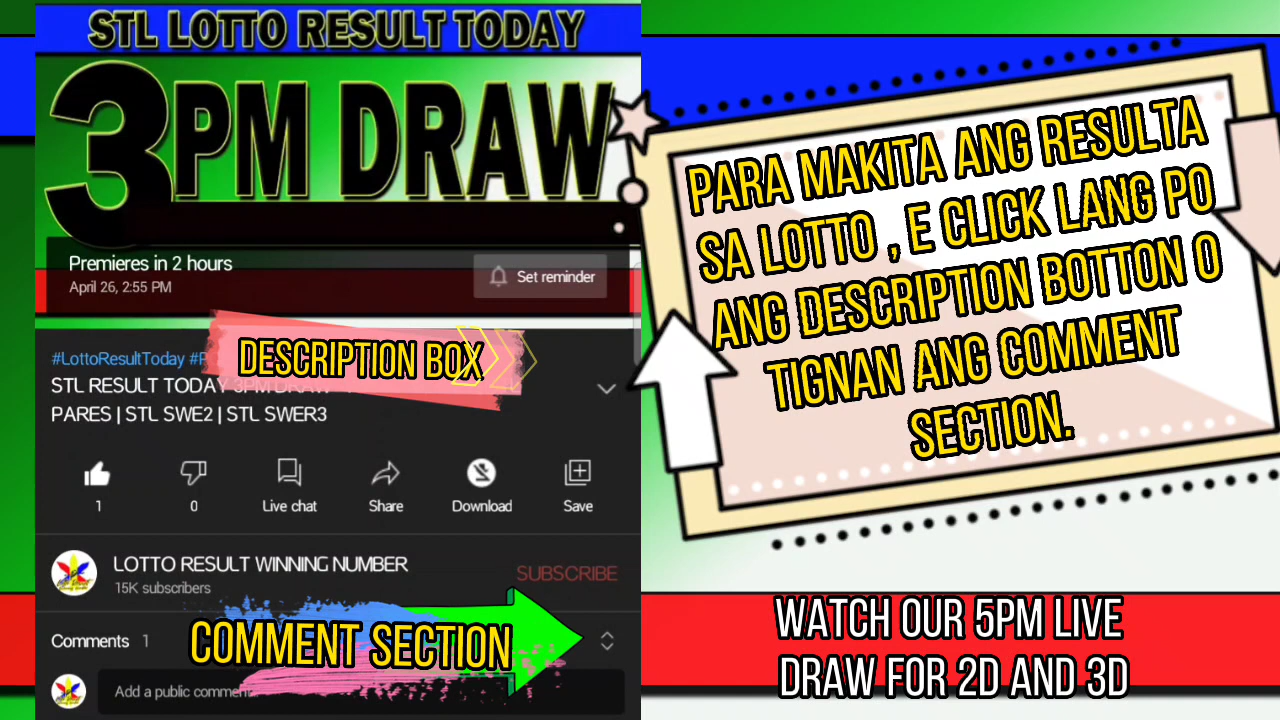 STL LOTTO RESULT TODAY
3PM DRAW
Premieres in 2 hours
April 26, 2:55 PM
Set reminder
#LottoResultToday
DESCRIPTION BOX
STL RESULT TODAY 3PM DRAW
PARES | STL SWE2 | STL SWER3
1
0
Live chat
Share
Download
Save
LOTTO RESULT WINNING NUMBER
15K subscribers
SUBSCRIBE
Comments 1
COMMENT SECTION
Add a public comment
PARA MAKITA ANG RESULTA
SA LOTTO , E CLICK LANG PO
ANG DESCRIPTION BOTTON O
TIGNAN ANG COMMENT
SECTION.
WATCH OUR 5PM LIVE
DRAW FOR 2D AND 3D